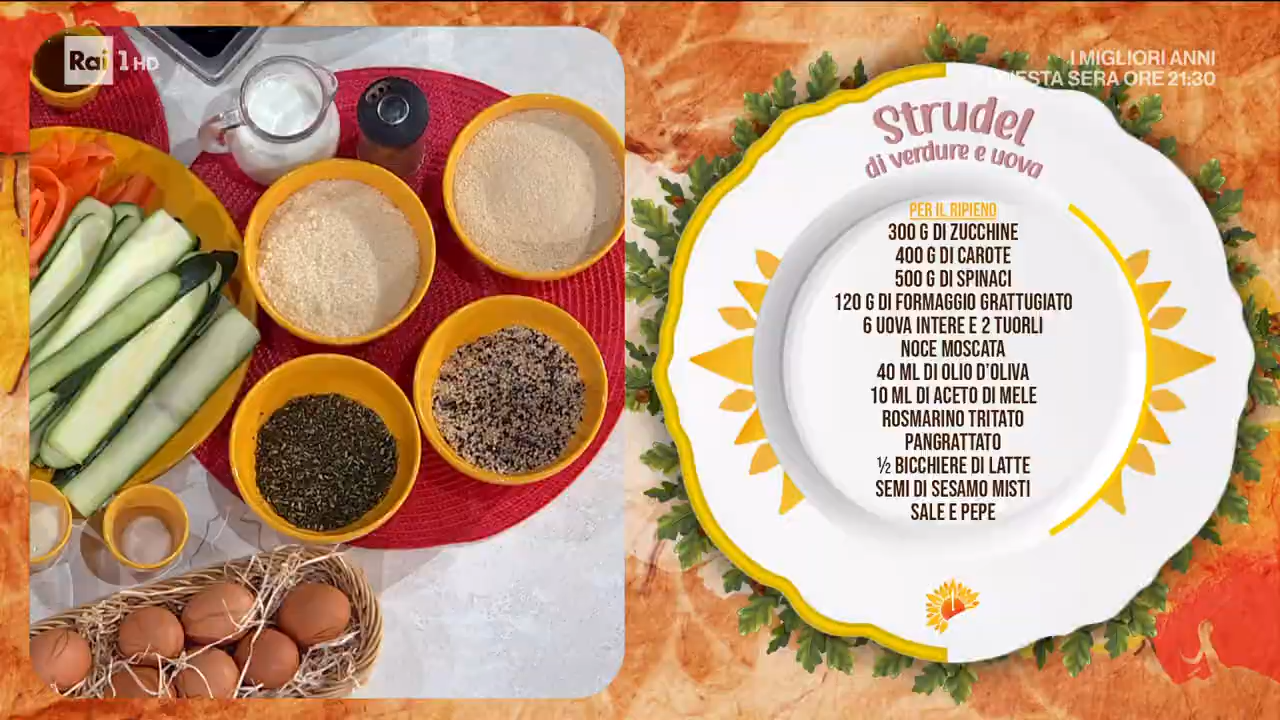 Rai 1 HD
I MIGLIORI ANNI
QUESTA SERA ORE 21:30
Strudel
di verdure e uova
PER IL RIPIENO
300 G DI ZUCCHINE
400 G DI CAROTE
500 G DI SPINACI
120 G DI FORMAGGIO GRATTUGIATO
6 UOVA INTERE E 2 TUORLI
NOCE MOSCATA
40 ML DI OLIO D'OLIVA
10 ML DI ACETO DI MELE
ROSMARINO TRITATO
PANGRATTATO
½ BICCHIERE DI LATTE
SEMI DI SESAMO MISTI
SALE E PEPE